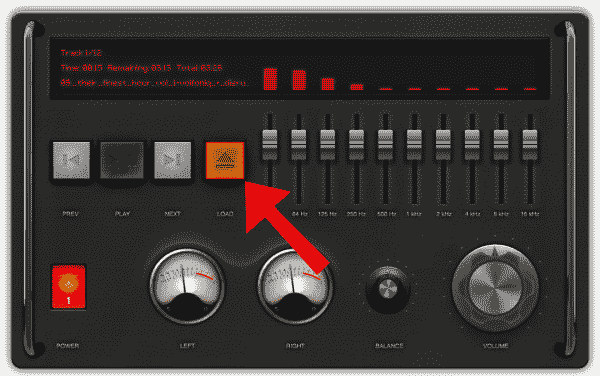 Track 1/12
Time 00:15 Remaining 03:13 Total 03:28
64 Hz 125 Hz 250 Hz 500 Hz 1 kHz 2 kHz 4 kHz 8 kHz 16 kHz
PREV PLAY NEXT LOAD
1
POWER LEFT RIGHT BALANCE VOLUME